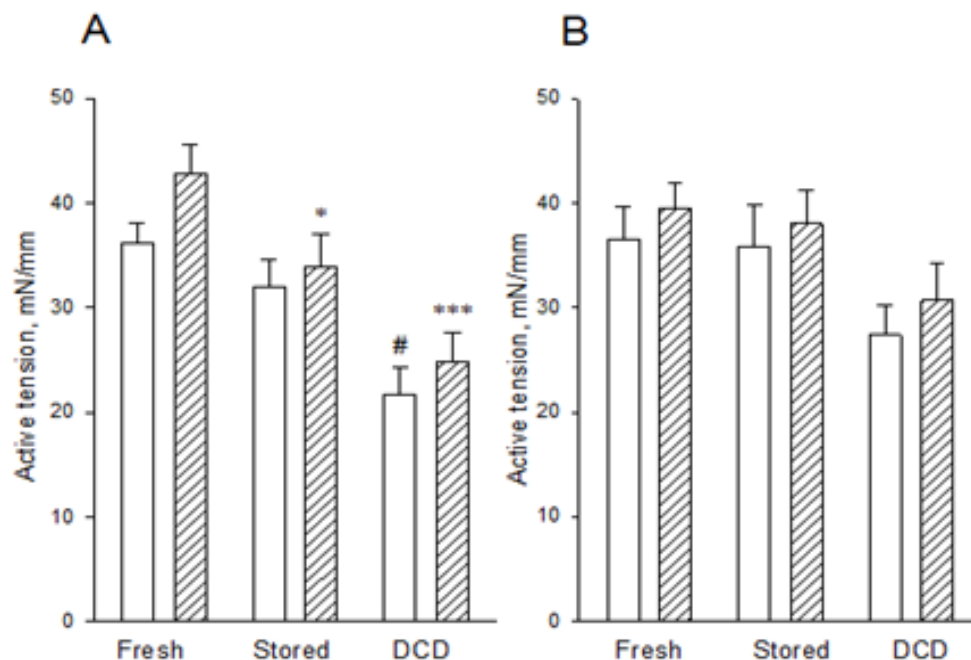 A
B
Active tension, mN/mm
50
40
30
20
10
0
*
***
#
Fresh
Stored
DCD
Active tension, mN/mm
50
40
30
20
10
0
Fresh
Stored
DCD